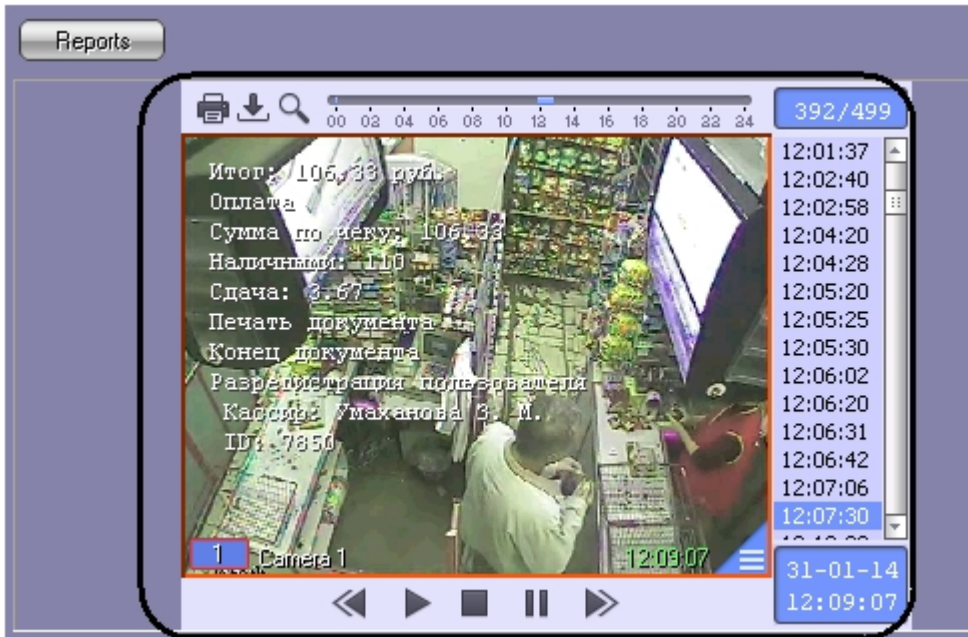 Reports
00 02 04 06 08 10 12 14 16 18 20 22 24
392/499
Итог: 106,33 руб.
Оплата
Сумма по чеку: 106.33
Наличными: 110
Сдача: 3.67
Печать документа
Конец документа
Разрегистрация пользователя
Кассир: Умаханова З. М.
ID: 7850
1 Camera 1
12:09:07
12:01:37
12:02:40
12:02:58
12:04:20
12:04:28
12:05:20
12:05:25
12:05:30
12:06:02
12:06:20
12:06:31
12:06:42
12:07:06
12:07:30
31-01-14
12:09:07